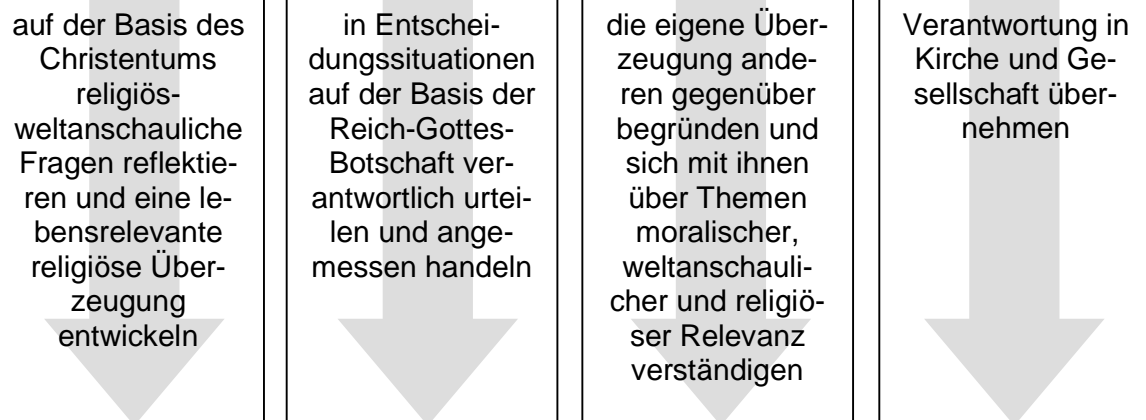 auf der Basis des
Christentums
religiös-
weltanschauliche
Fragen reflektie-
ren und eine le-
bensrelevante
religiöse Über-
zeugung
entwickeln
in Entschei-
dungssituationen
auf der Basis der
Reich-Gottes-
Botschaft ver-
antwortlich urtei-
len und ange-
messen handeln
die eigene Über-
zeugung ande-
ren gegenüber
begründen und
sich mit ihnen
über Themen
moralischer,
weltanschauli-
cher und religiö-
ser Relevanz
verständigen
Verantwortung in
Kirche und Ge-
sellschaft über-
nehmen